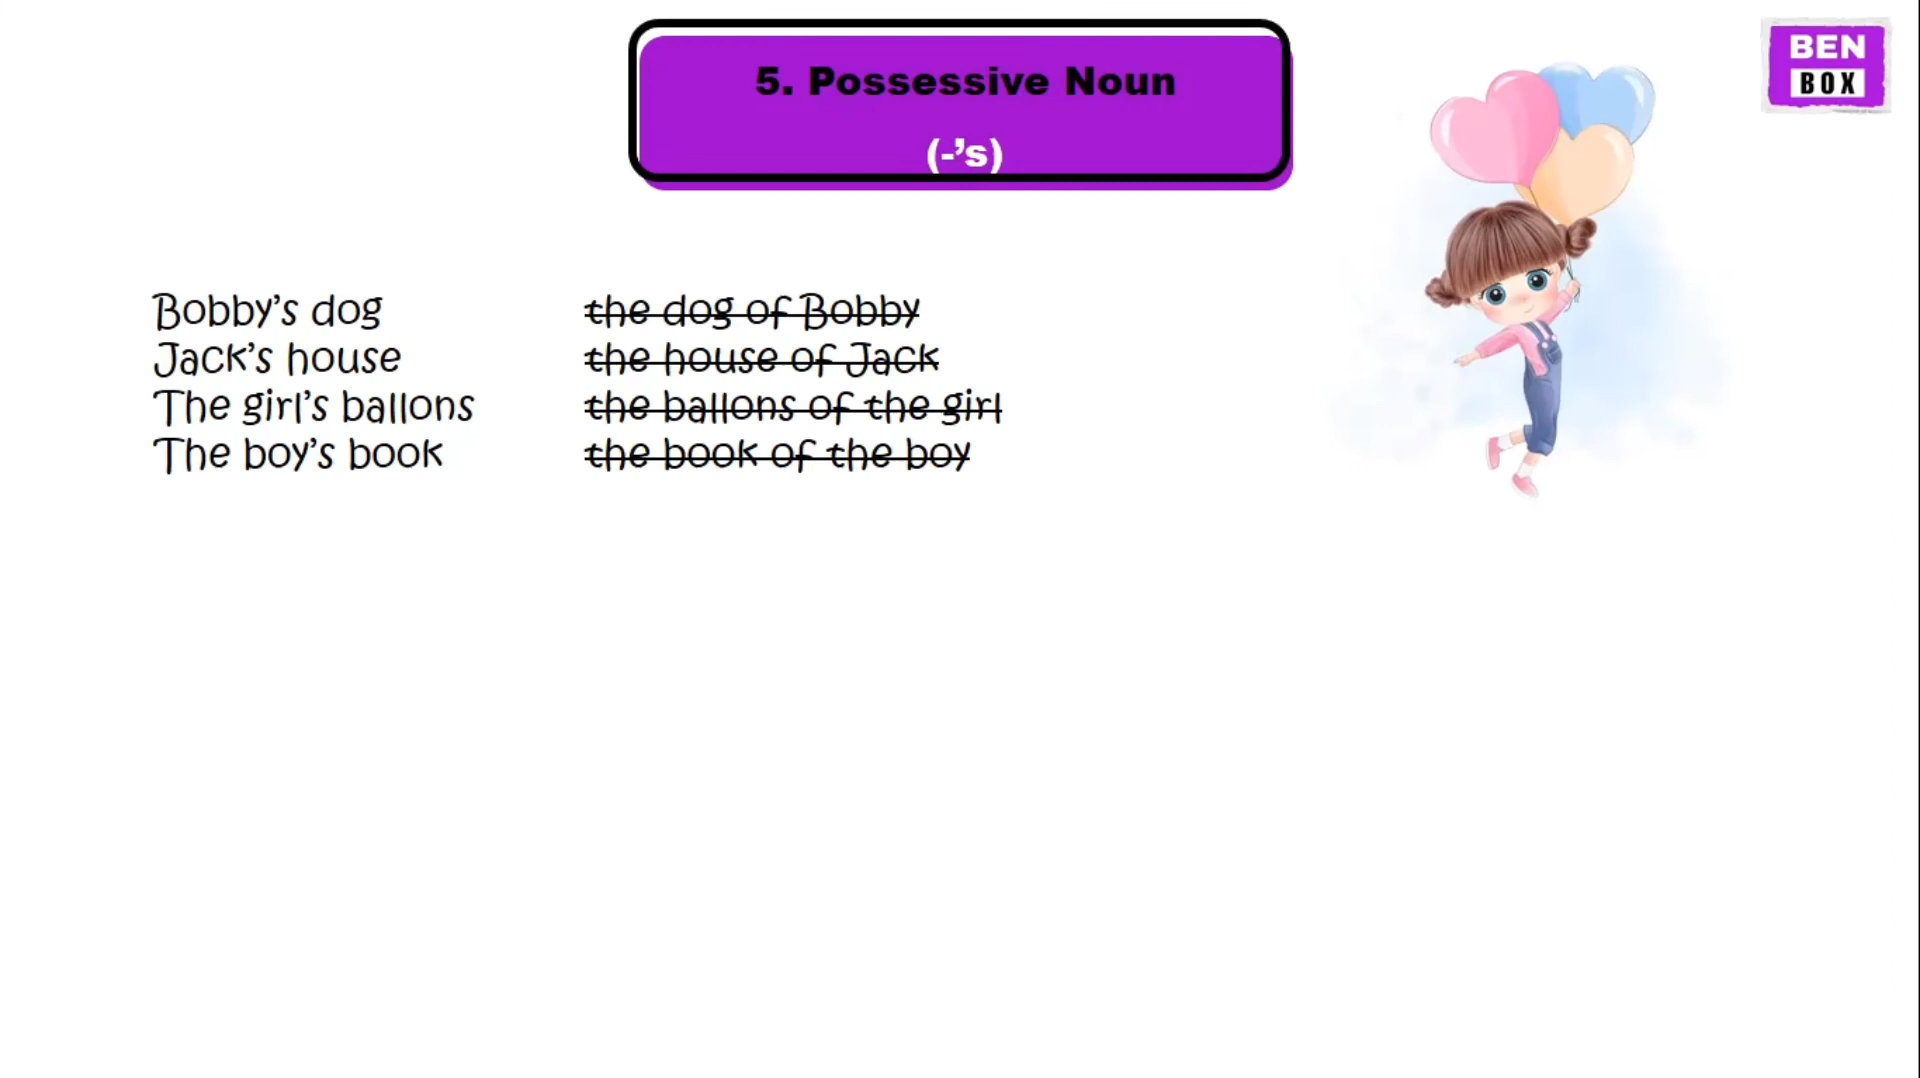 5. Possessive Noun
(-’s)
BEN
BOX
Bobby’s dog the dog of Bobby
Jack’s house the house of Jack
The girl’s ballons the ballons of the girl
The boy’s book the book of the boy